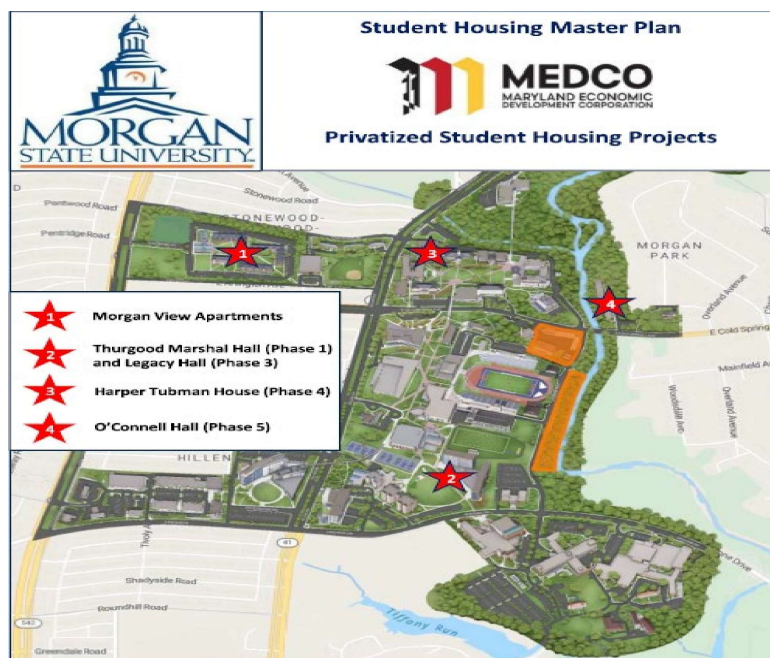 MORGAN
STATE UNIVERSITY
Student Housing Master Plan
MEDCO
MARYLAND ECONOMIC
DEVELOPMENT CORPORATION
Privatized Student Housing Projects
Pentwood Road
Stonewood Road
Pentridge Road
STONEWOOD-
D
1
3
MORGAN
PARK
Overland Avenue
4
E Cold Spring
1 Morgan View Apartments
2 Thurgood Marshal Hall (Phase 1)
and Legacy Hall (Phase 3)
3 Harper Tubman House (Phase 4)
4 O'Connell Hall (Phase 5)
Overland Avenue
HILLEN
2
41
Shadyside Road
Roundhill Road
Tiffany Run
542
Greendale Road